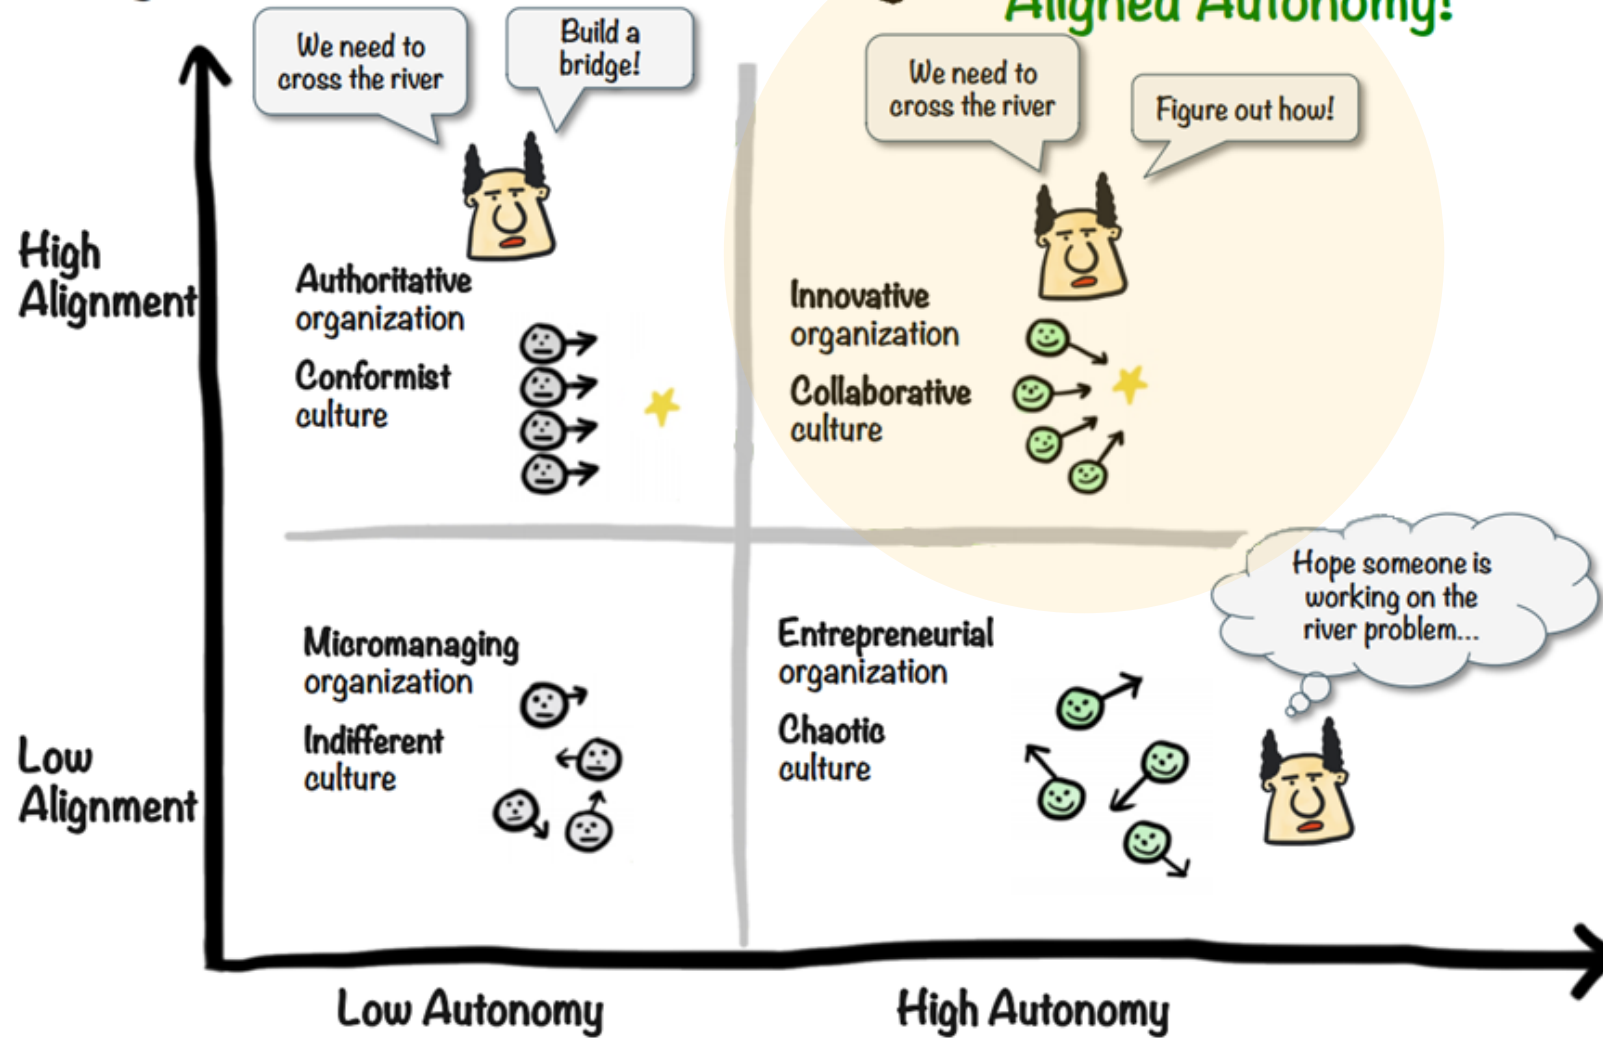 Aligned Autonomy!
We need to
cross the river
Build a
bridge!
We need to
cross the river
Figure out how!
High
Alignment
Authoritative
organization
Conformist
culture
Innovative
organization
Collaborative
culture
Hope someone is
working on the
river problem...
Low
Alignment
Micromanaging
organization
Indifferent
culture
Entrepreneurial
organization
Chaotic
culture
Low Autonomy
High Autonomy